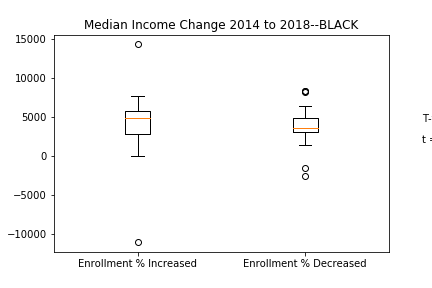 Median Income Change 2014 to 2018--BLACK
15000
10000
5000
0
−5000
−10000
T-
t =
Enrollment % Increased
Enrollment % Decreased